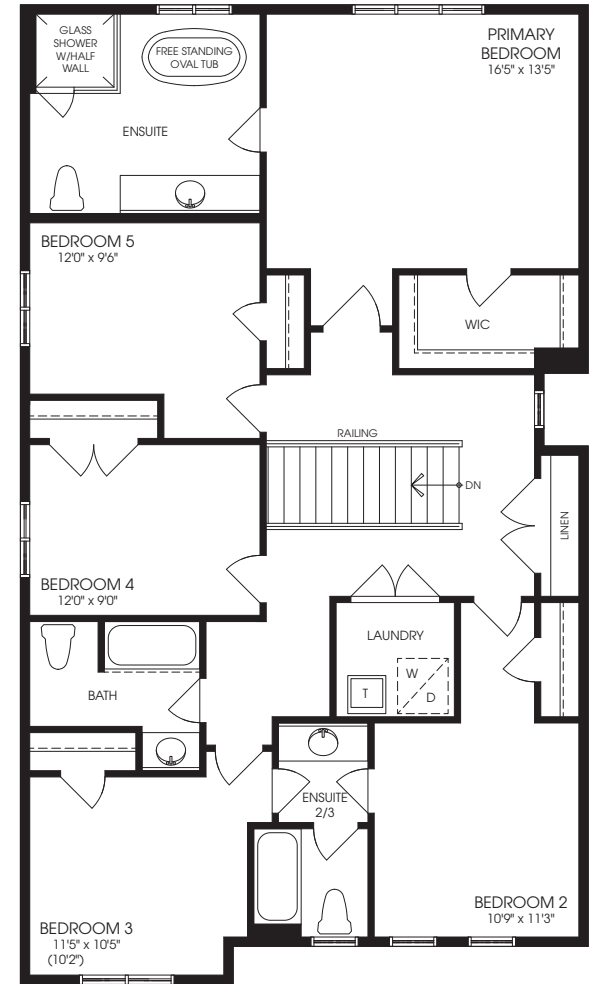 GLASS
SHOWER
W/HALF
WALL
FREE STANDING
OVAL TUB
PRIMARY
BEDROOM
16'5" x 13'5"
ENSUITE
BEDROOM 5
12'0" x 9'6"
WIC
RAILING
DN
LINEN
BEDROOM 4
12'0" x 9'0"
LAUNDRY
W
D
T
BATH
ENSUITE
2/3
BEDROOM 2
10'9" x 11'3"
BEDROOM 3
11'5" x 10'5"
(10'2")